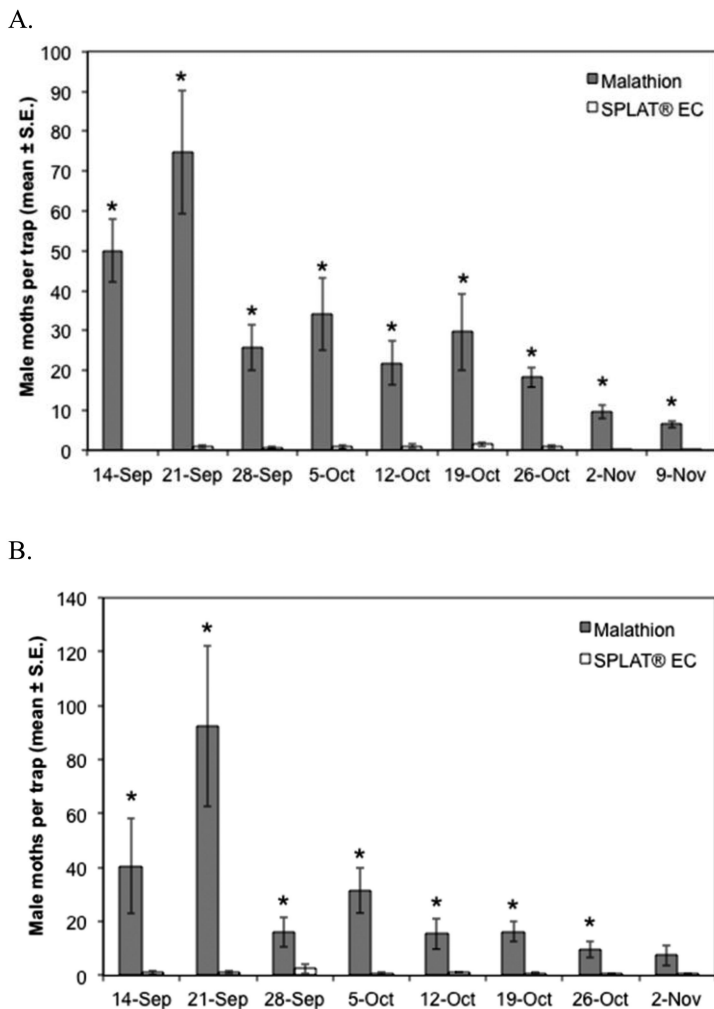 A.
Male moths per trap (mean ± S.E.)
100
90
80
70
60
50
40
30
20
10
0
* * * * * * * * *
Malathion
SPLAT® EC
14-Sep 21-Sep 28-Sep 5-Oct 12-Oct 19-Oct 26-Oct 2-Nov 9-Nov
B.
Male moths per trap (mean ± S.E.)
140
120
100
80
60
40
20
0
* * * * * * *
Malathion
SPLAT® EC
14-Sep 21-Sep 28-Sep 5-Oct 12-Oct 19-Oct 26-Oct 2-Nov